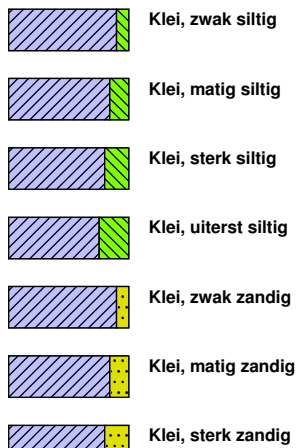 Klei, zwak siltig
Klei, matig siltig
Klei, sterk siltig
Klei, uiterst siltig
Klei, zwak zandig
Klei, matig zandig
Klei, sterk zandig